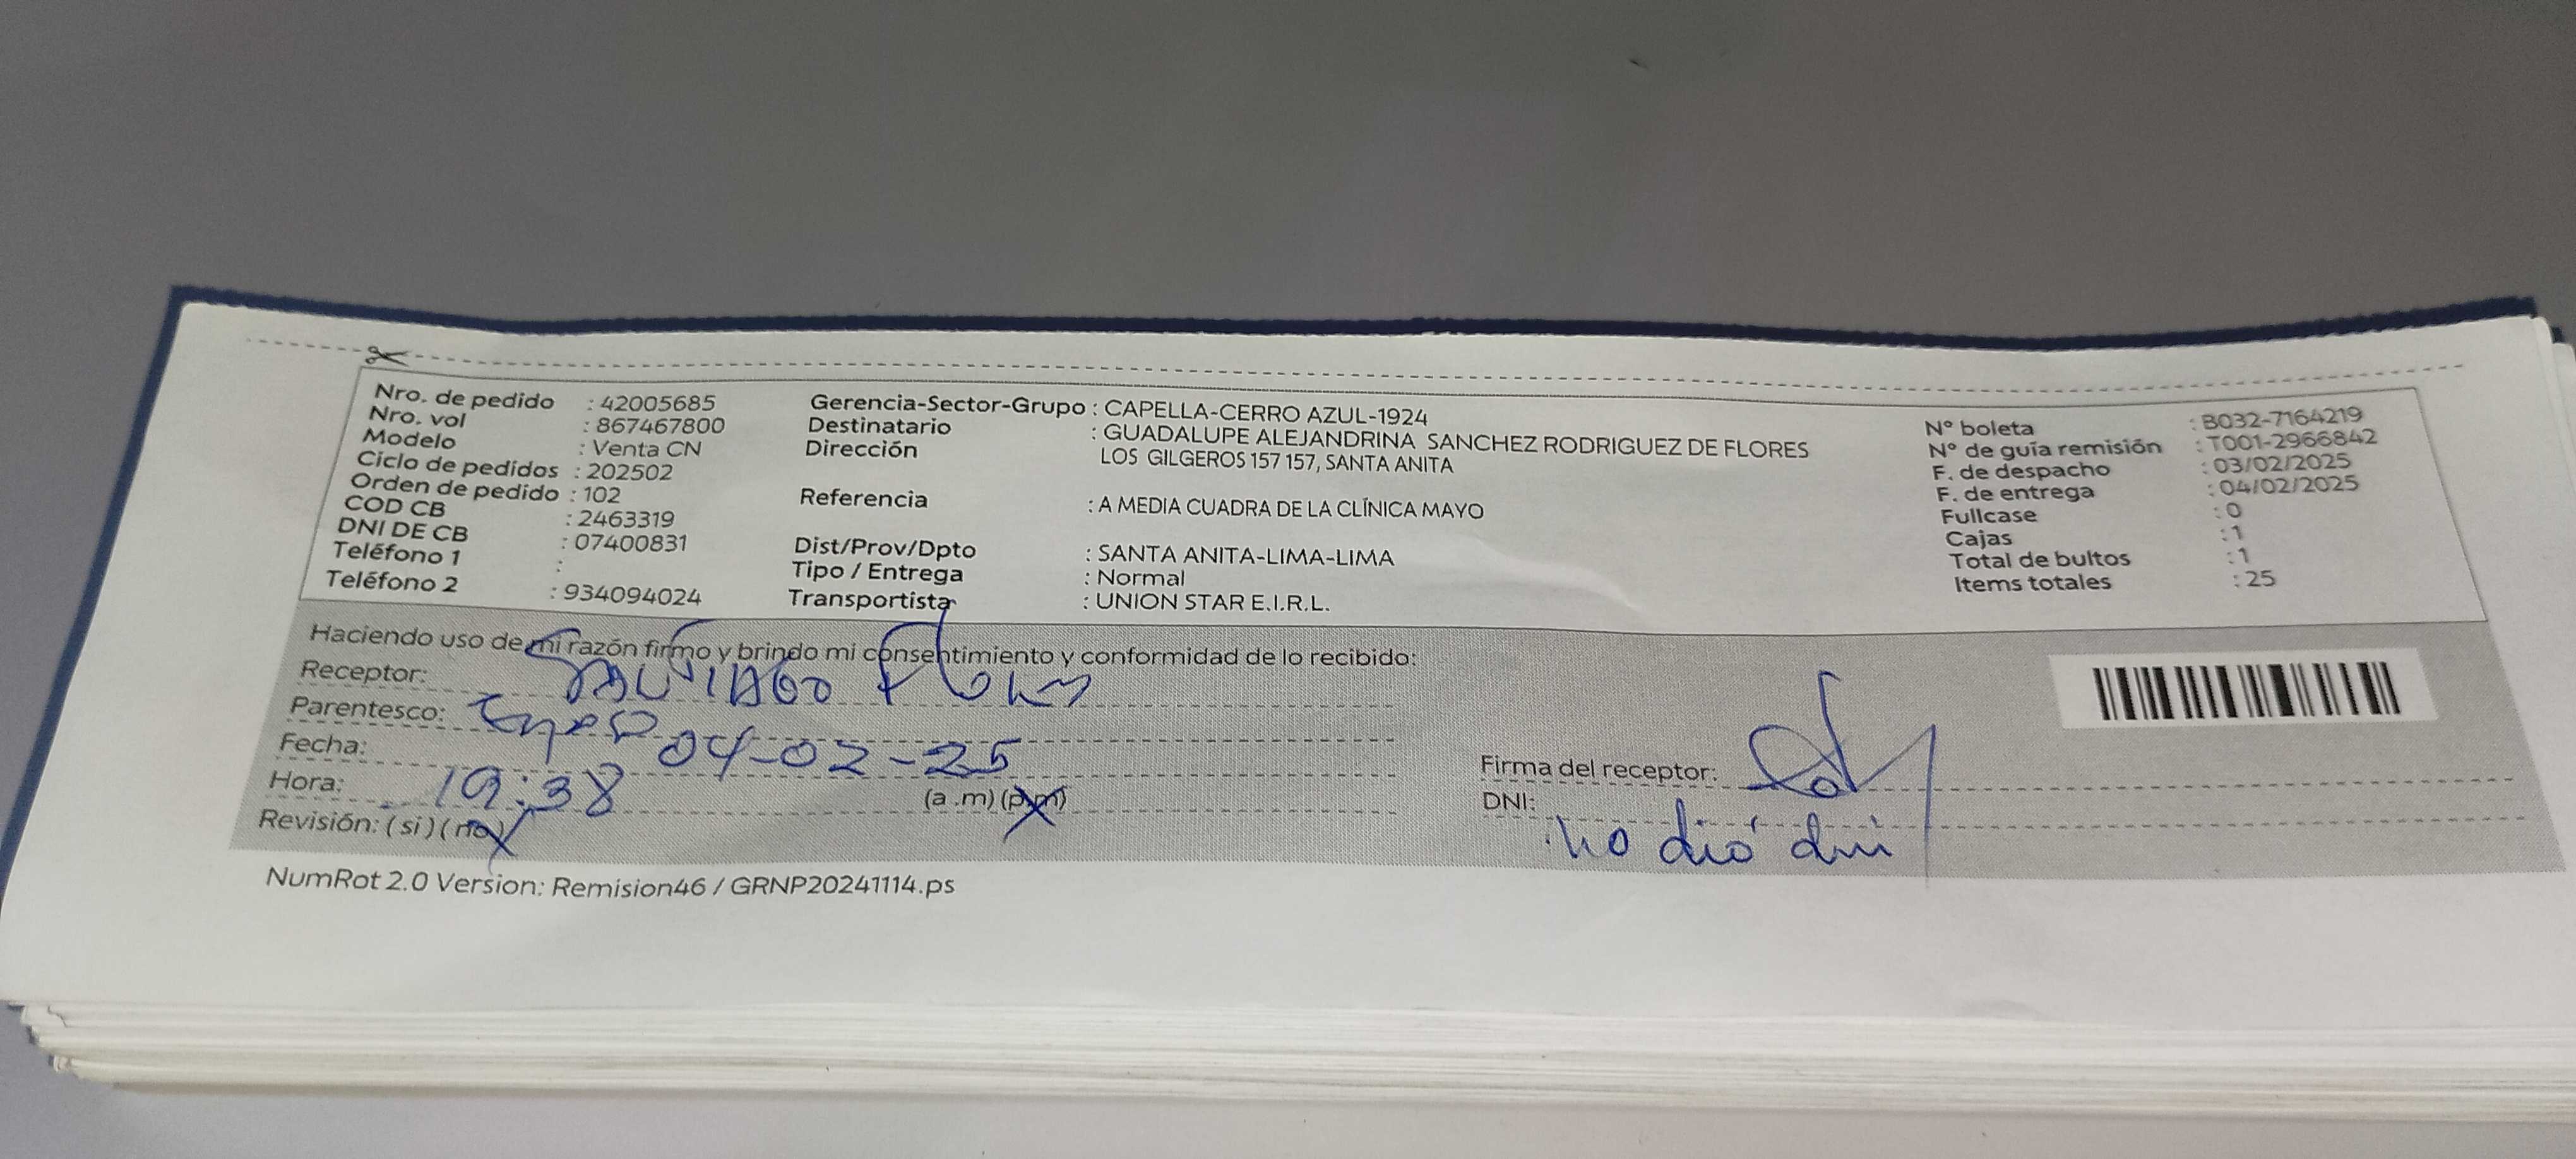 Nro. de pedido : 42005685
Nro. vol : 867467800
Modelo : Venta CN
Ciclo de pedidos : 202502
Orden de pedido : 102
COD CB : 2463319
DNI DE CB : 07400831
Teléfono 1 :
Teléfono 2 : 934094024
Gerencia-Sector-Grupo : CAPELLA-CERRO AZUL-1924
Destinatario : GUADALUPE ALEJANDRINA SANCHEZ RODRIGUEZ DE FLORES
Dirección LOS GILGEROS 157 157, SANTA ANITA
Referencia : A MEDIA CUADRA DE LA CLÍNICA MAYO
Dist/Prov/Dpto : SANTA ANITA-LIMA-LIMA
Tipo / Entrega : Normal
Transportista : UNION STAR E.I.R.L.
N° boleta : B032-7164219
N° de guía remisión : T001-2966842
F. de despacho : 03/02/2025
F. de entrega : 04/02/2025
Fullcase : 0
Cajas : 1
Total de bultos : 1
Items totales : 25
Haciendo uso de mi razón firmo y brindo mi consentimiento y conformidad de lo recibido:
Receptor: SANTIAGO Flores
Parentesco:
Fecha: 04-02-25
Hora: 19:38 (a .m) (p.m)
Revisión: ( si ) ( no )
Firma del receptor:
DNI: no dió dni
NumRot 2.0 Version: Remision46 / GRNP20241114.ps